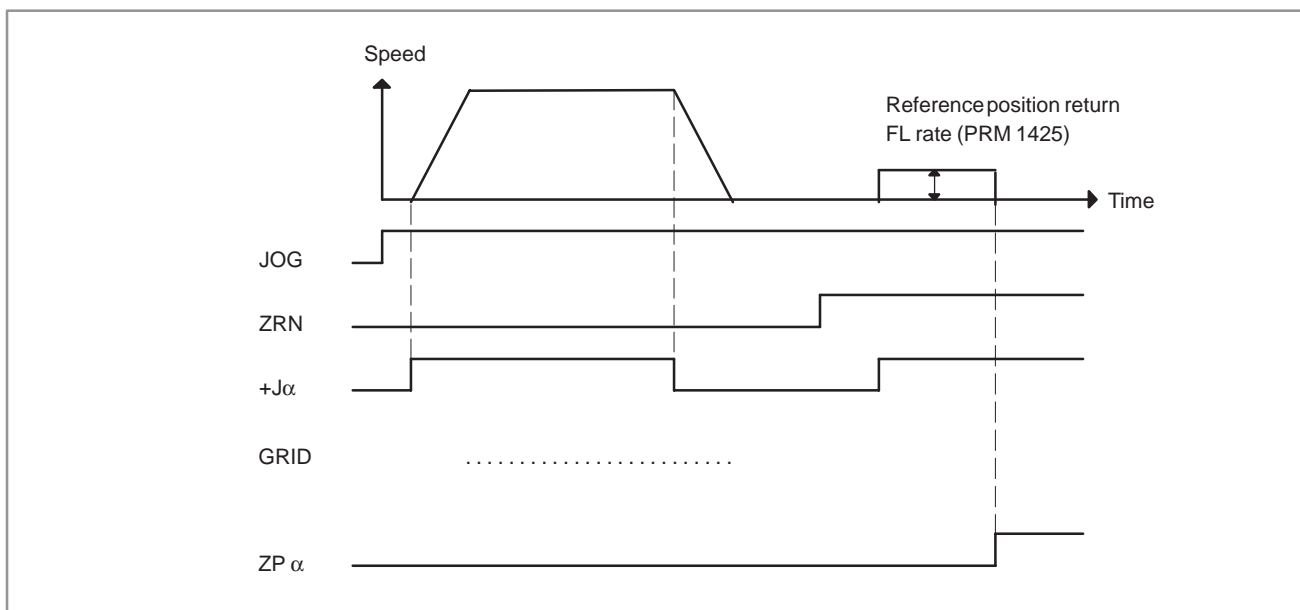 Speed
Reference position return
FL rate (PRM 1425)
Time
JOG
ZRN
+Jα
GRID
ZP α